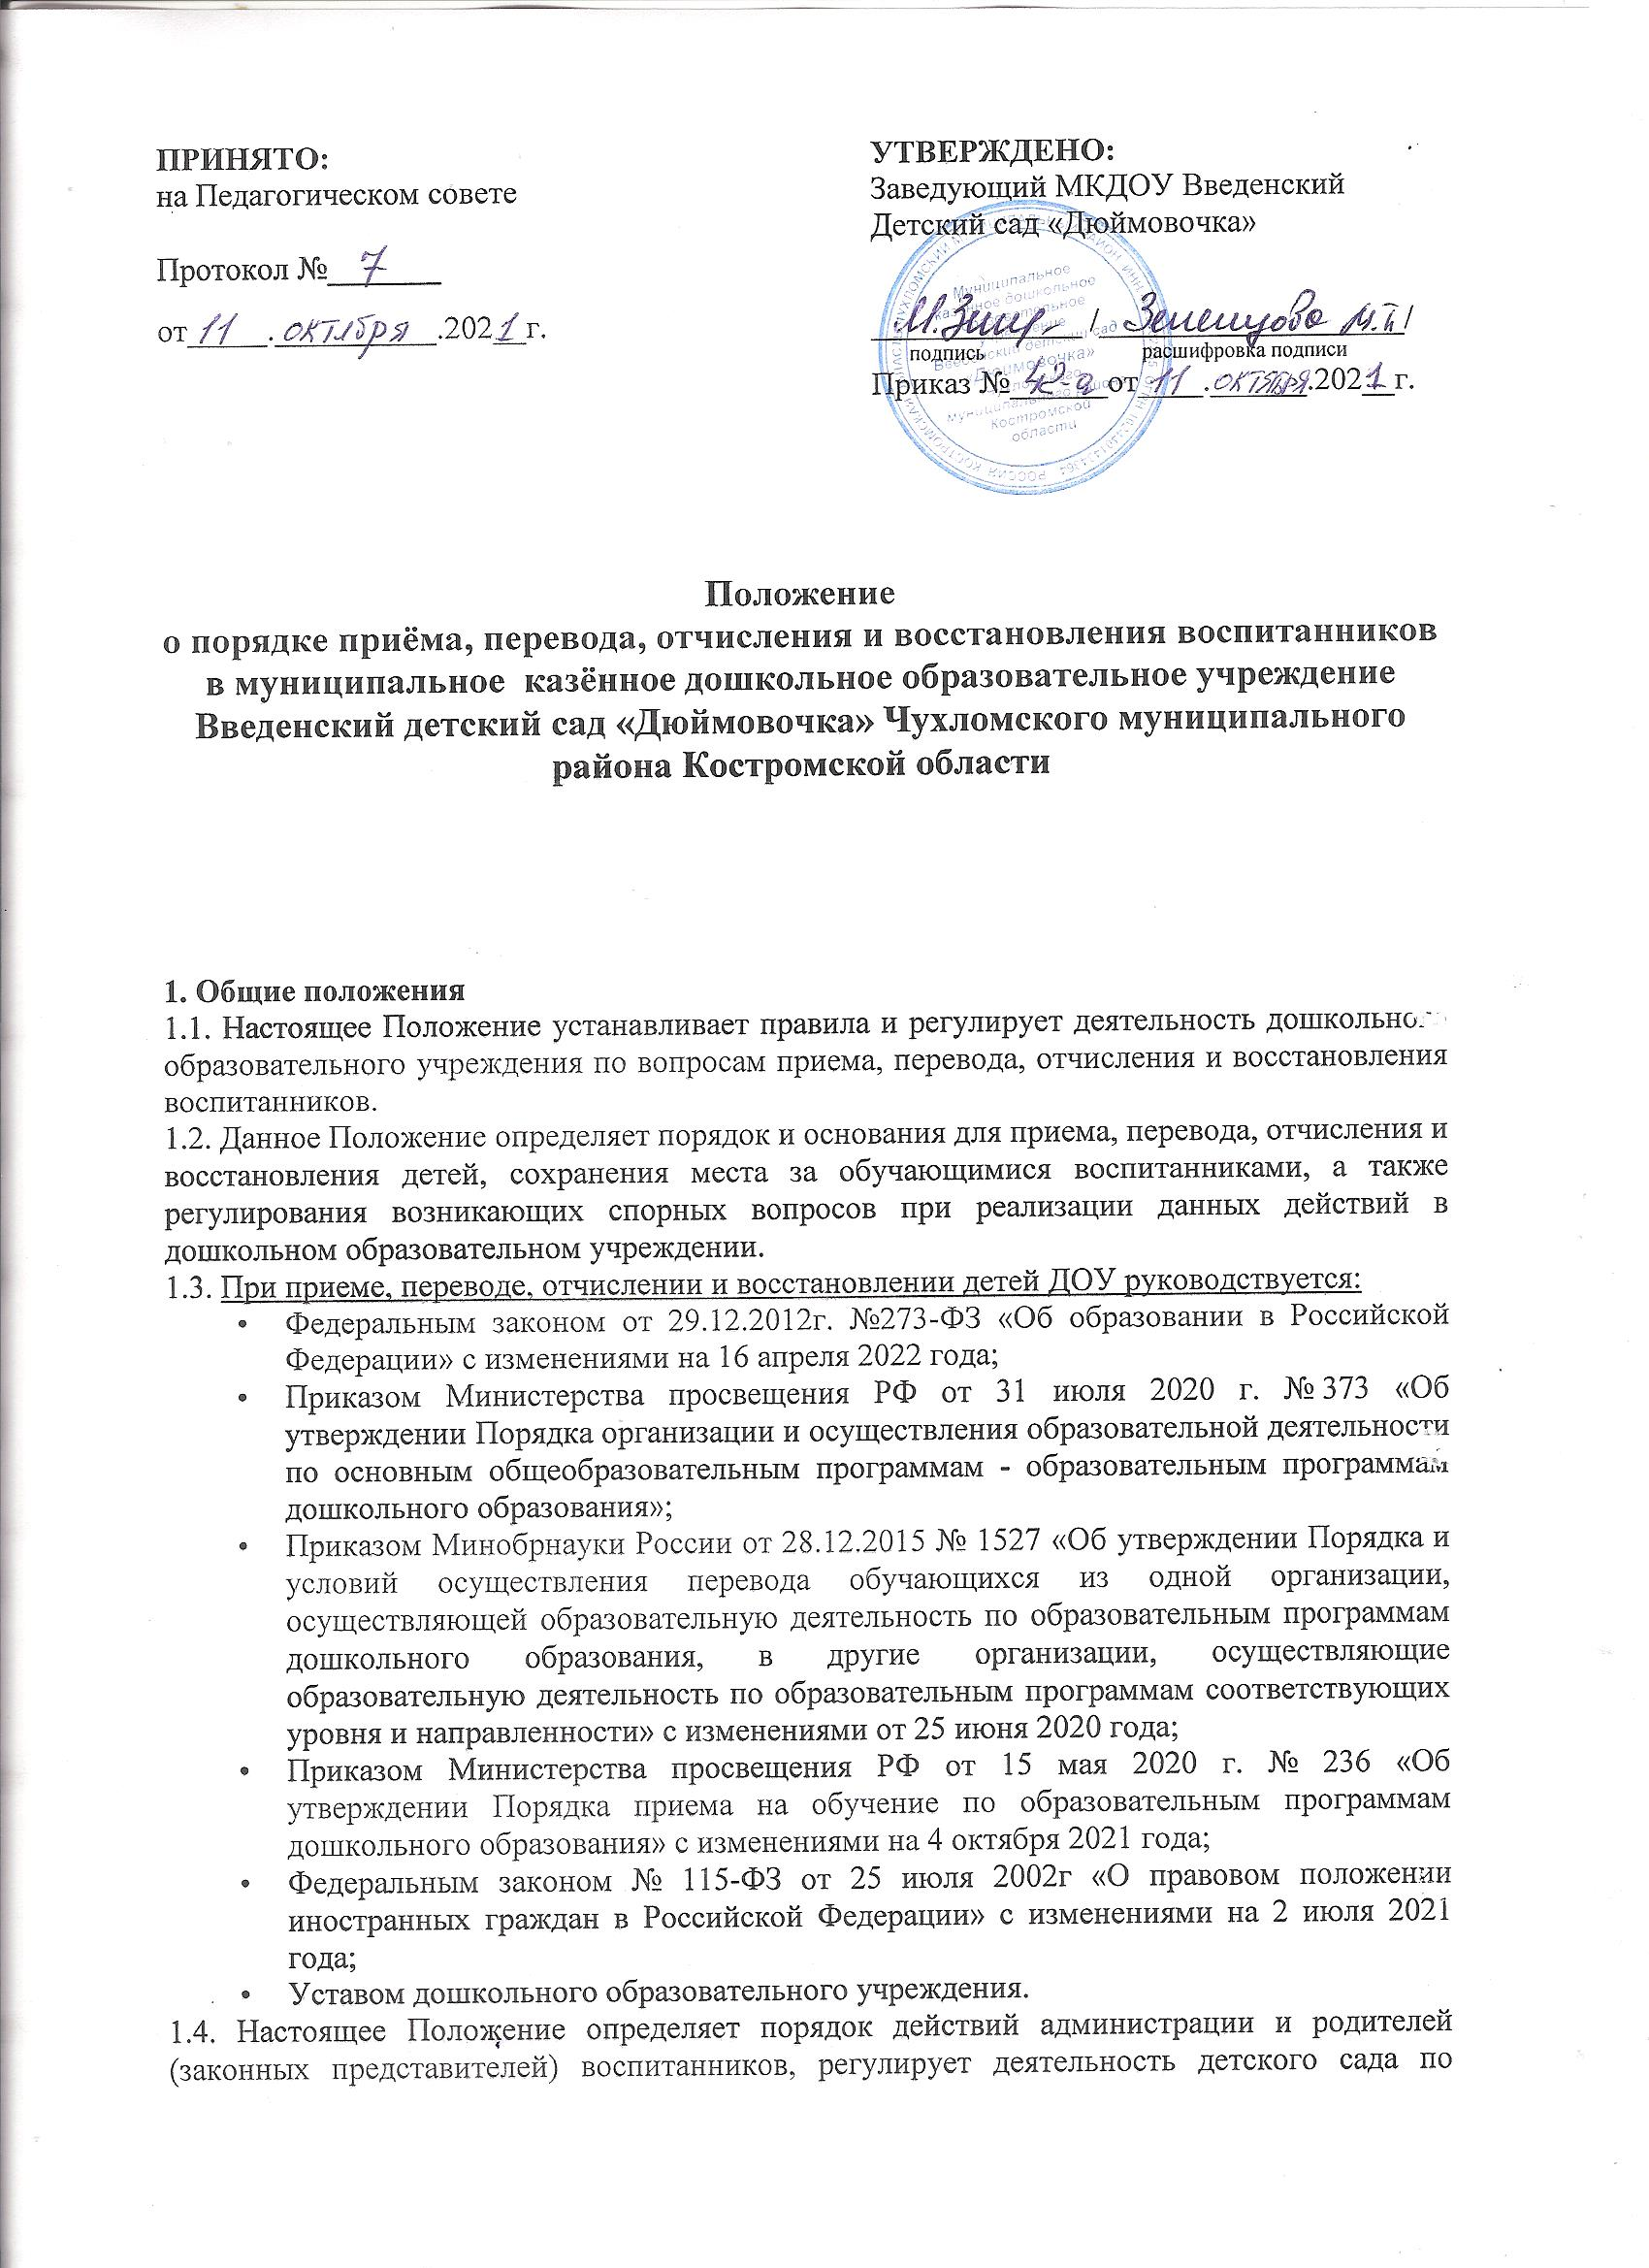 ПРИНЯТО:
на Педагогическом совете
Протокол № 7
от 11 . октября .2021 г.
УТВЕРЖДЕНО:
Заведующий МКДОУ Введенский
Детский сад «Дюймовочка»
/ М.П/
подпись расшифровка подписи
Приказ № от 11 . октября .2021 г.
Муниципальное
казённое дошкольное
Введенский детский сад
«Дюймовочка»
муниципального района
Костромской
области
Положение
о порядке приёма, перевода, отчисления и восстановления воспитанников
в муниципальное казённое дошкольное образовательное учреждение
Введенский детский сад «Дюймовочка» Чухломского муниципального
района Костромской области
1. Общие положения
1.1. Настоящее Положение устанавливает правила и регулирует деятельность дошкольно
образовательного учреждения по вопросам приема, перевода, отчисления и восстановления
воспитанников.
1.2. Данное Положение определяет порядок и основания для приема, перевода, отчисления и
восстановления детей, сохранения места за обучающимися воспитанниками, а также
регулирования возникающих спорных вопросов при реализации данных действий в
дошкольном образовательном учреждении.
1.3. При приеме, переводе, отчислении и восстановлении детей ДОУ руководствуется:
• Федеральным законом от 29.12.2012г. №273-ФЗ «Об образовании в Российской
Федерации» с изменениями на 16 апреля 2022 года;
• Приказом Министерства просвещения РФ от 31 июля 2020 г. № 373 «Об
утверждении Порядка организации и осуществления образовательной деятельности
по основным общеобразовательным программам - образовательным программам
дошкольного образования»;
• Приказом Минобрнауки России от 28.12.2015 № 1527 «Об утверждении Порядка и
условий осуществления перевода обучающихся из одной организации,
осуществляющей образовательную деятельность по образовательным программам
дошкольного образования, в другие организации, осуществляющие
образовательную деятельность по образовательным программам соответствующих
уровня и направленности» с изменениями от 25 июня 2020 года;
• Приказом Министерства просвещения РФ от 15 мая 2020 г. № 236 «Об
утверждении Порядка приема на обучение по образовательным программам
дошкольного образования» с изменениями на 4 октября 2021 года;
• Федеральным законом № 115-ФЗ от 25 июля 2002г «О правовом положении
иностранных граждан в Российской Федерации» с изменениями на 2 июля 2021
года;
• Уставом дошкольного образовательного учреждения.
1.4. Настоящее Положение определяет порядок действий администрации и родителей
(законных представителей) воспитанников, регулирует деятельность детского сада по